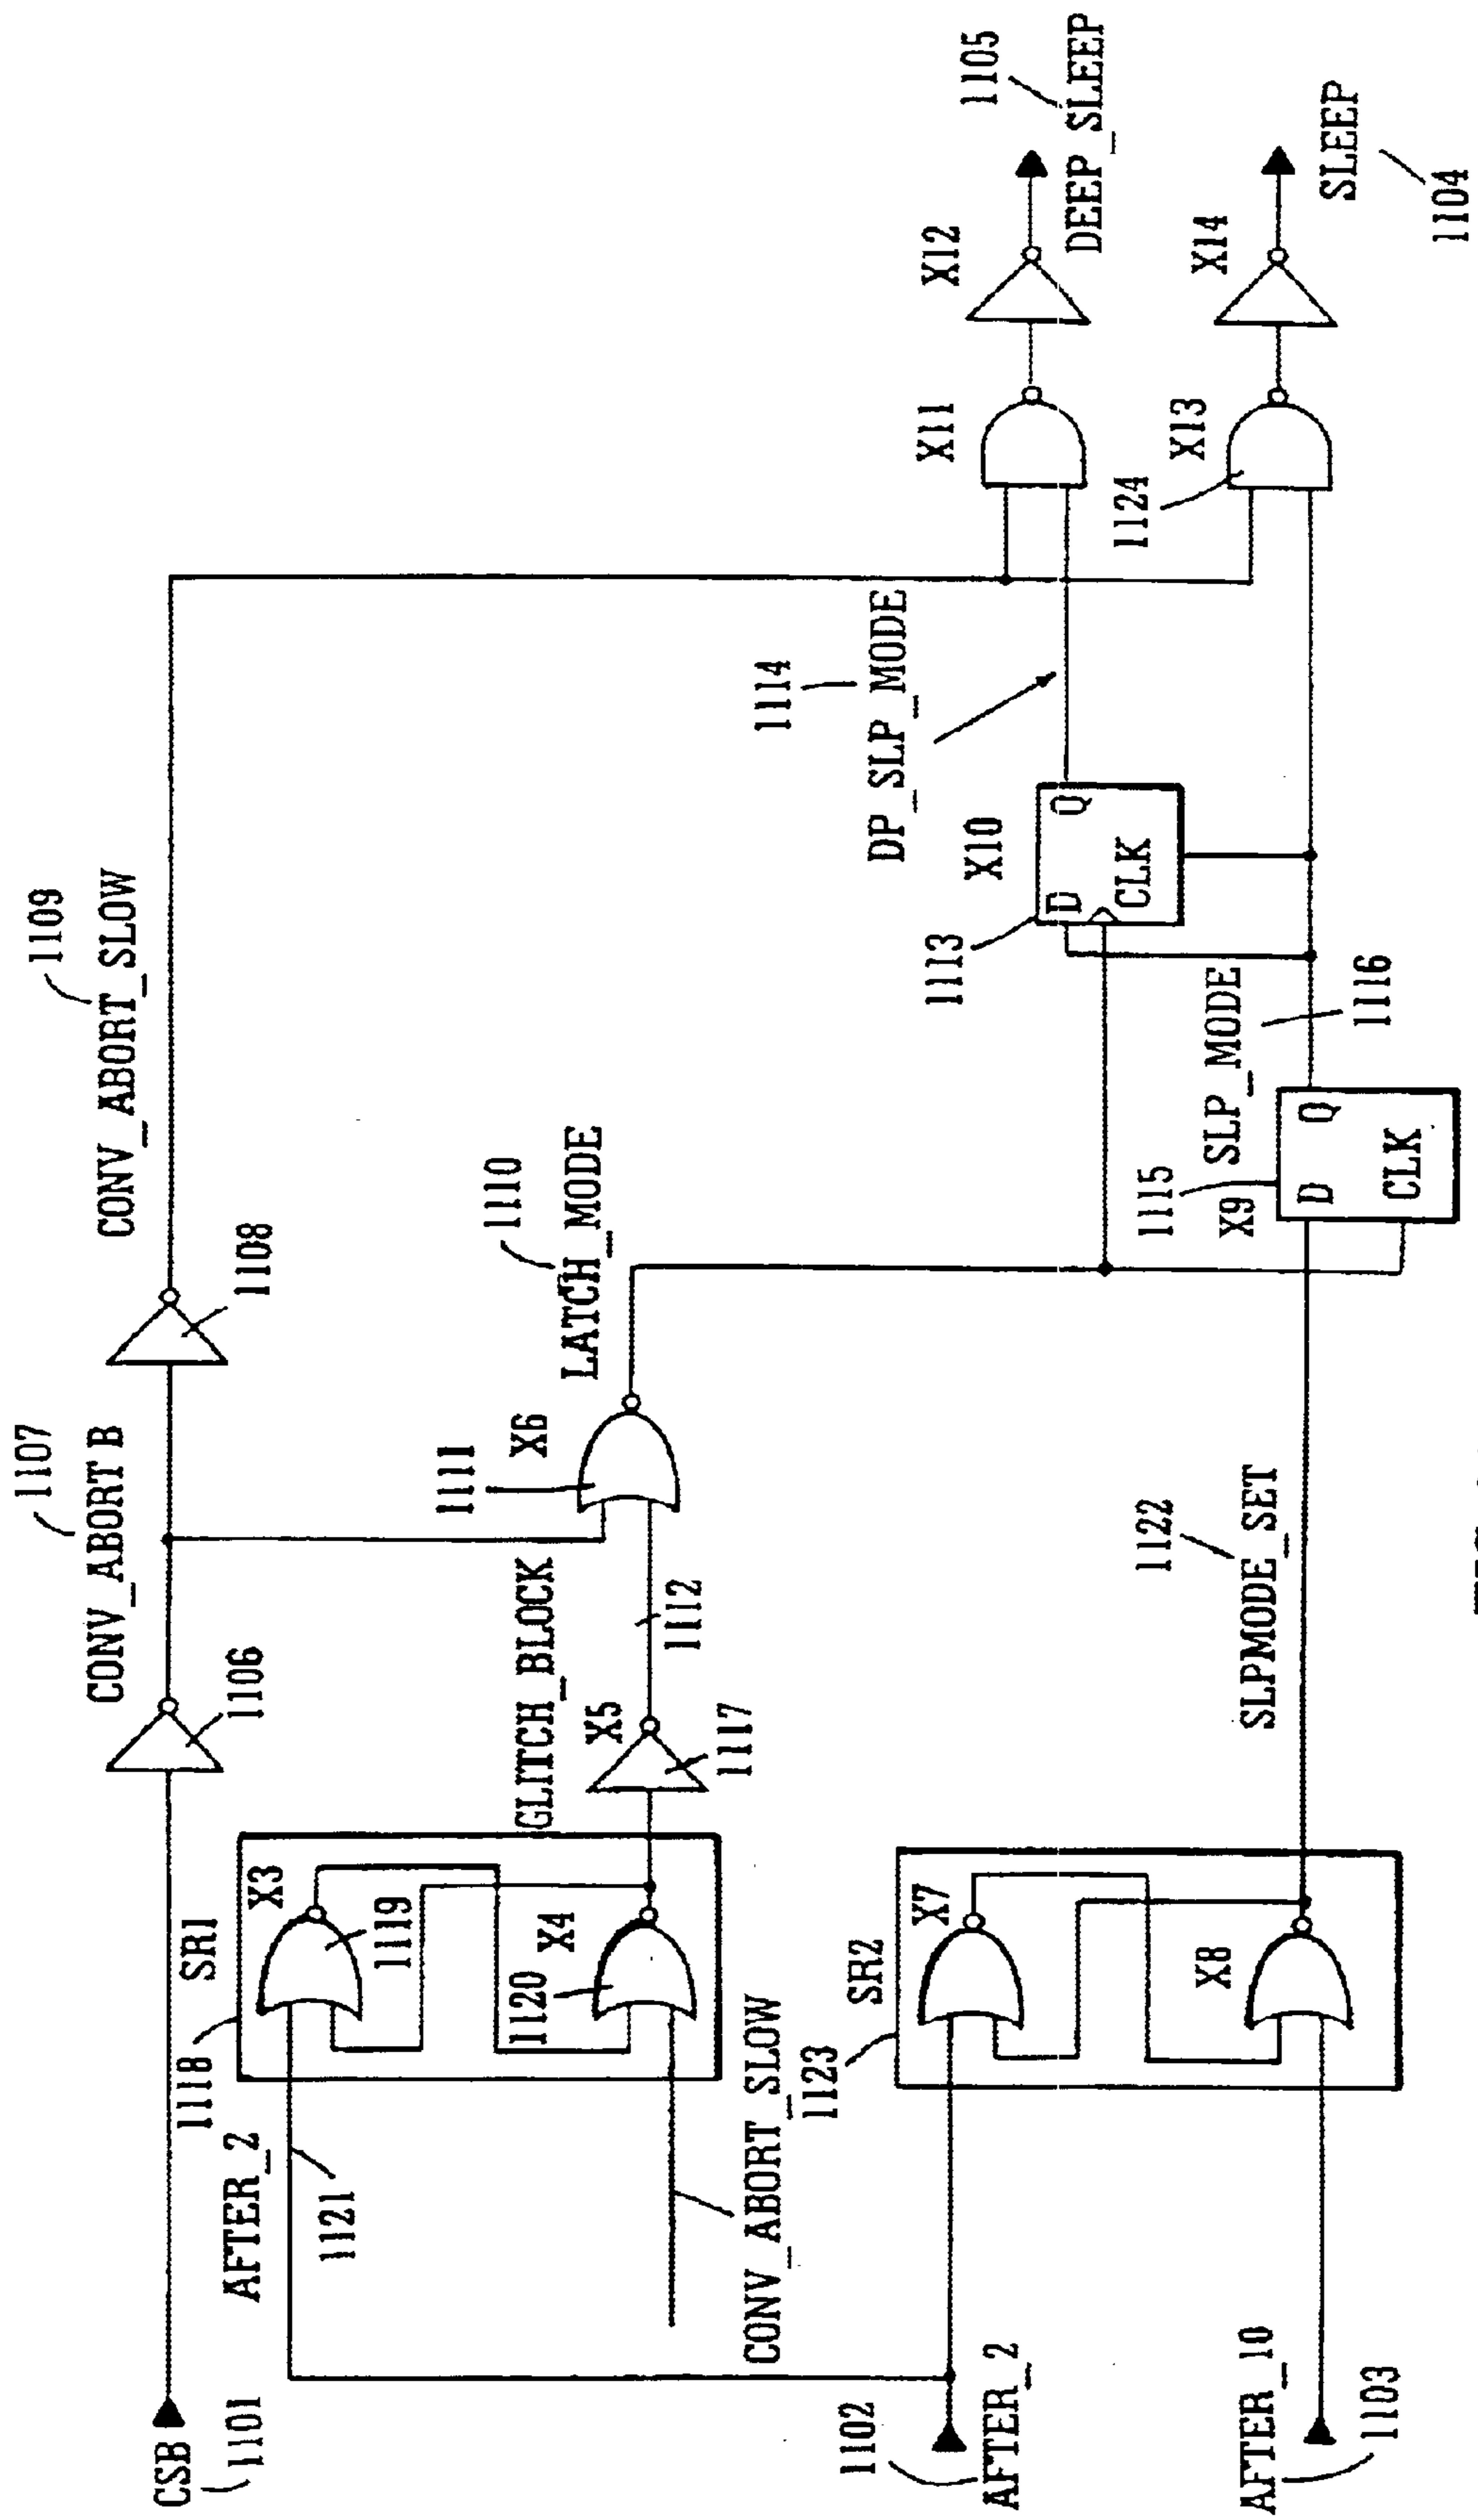 1107
CONV_ABORT B
1109
CONV_ABORT_SLOW
CSB
1101
1106
1108
1110
LATCH_MODE
1118
SR1
X3
1119
AFTER_2
1121
1120
X4
GLITCH_BLOCK
X5
1117
1112
1111
X6
CONV_ABORT_SLOW
1102
AFTER_2
1123
SR2
X7
X8
AFTER_10
1103
1122
SLPMODE_SET
1115
X9
D
Q
CLK
SLP_MODE
1116
1113
X10
D
Q
CLK
1114
DP_SLP_MODE
X11
X12
1105
DEEP_SLEEP
1124
X13
X14
SLEEP
1104